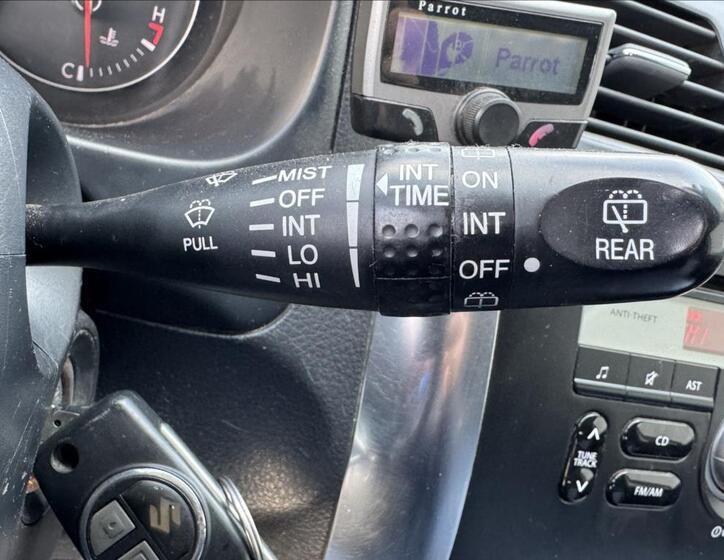 H
C
Parrot
Parrot
MIST
OFF
INT
LO
HI
PULL
INT
TIME
ON
INT
OFF
REAR
ANTI-THEFT
AST
CD
TUNE
TRACK
FM/AM